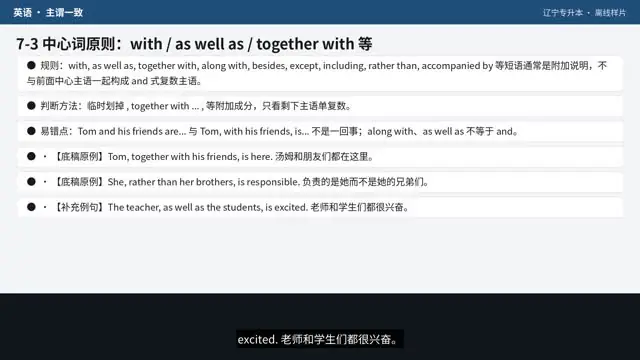 英语 · 主谓一致
辽宁专升本 · 离线样片
7-3 中心词原则：with / as well as / together with 等
● 规则：with, as well as, together with, along with, besides, except, including, rather than, accompanied by 等短语通常是附加说明，不
与前面中心主语一起构成 and 式复数主语。
● 判断方法：临时划掉 , together with ... , 等附加成分，只看剩下主语单复数。
● 易错点：Tom and his friends are... 与 Tom, with his friends, is... 不是一回事；along with、as well as 不等于 and。
● · 【底稿原例】Tom, together with his friends, is here. 汤姆和朋友们都在这里。
● · 【底稿原例】She, rather than her brothers, is responsible. 负责的是她而不是她的兄弟们。
● · 【补充例句】The teacher, as well as the students, is excited. 老师和学生们都很兴奋。
excited. 老师和学生们都很兴奋。